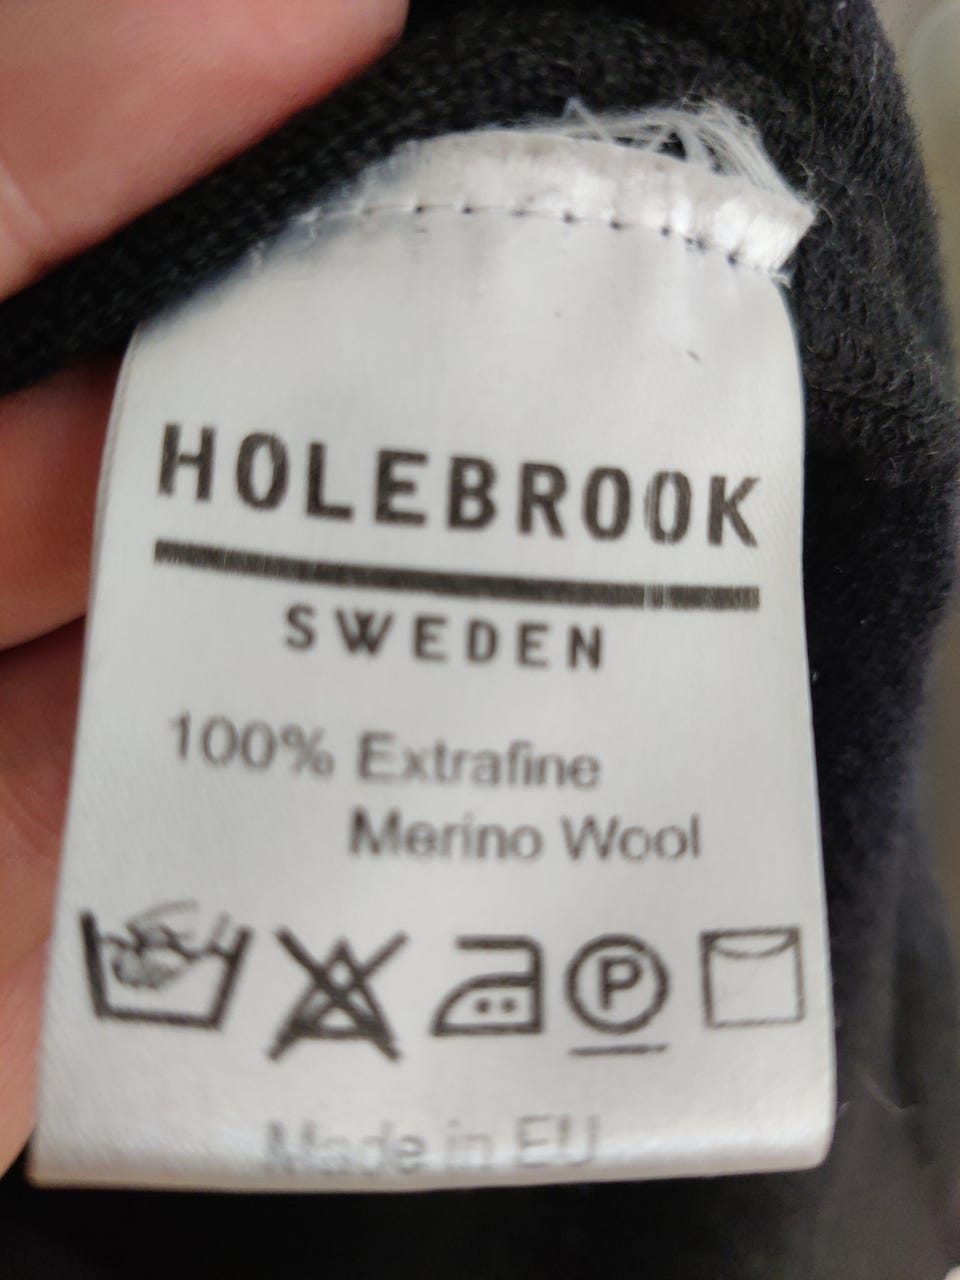 HOLEBROOK
SWEDEN
100% Extrafine
Merino Wool
P
Made in EU